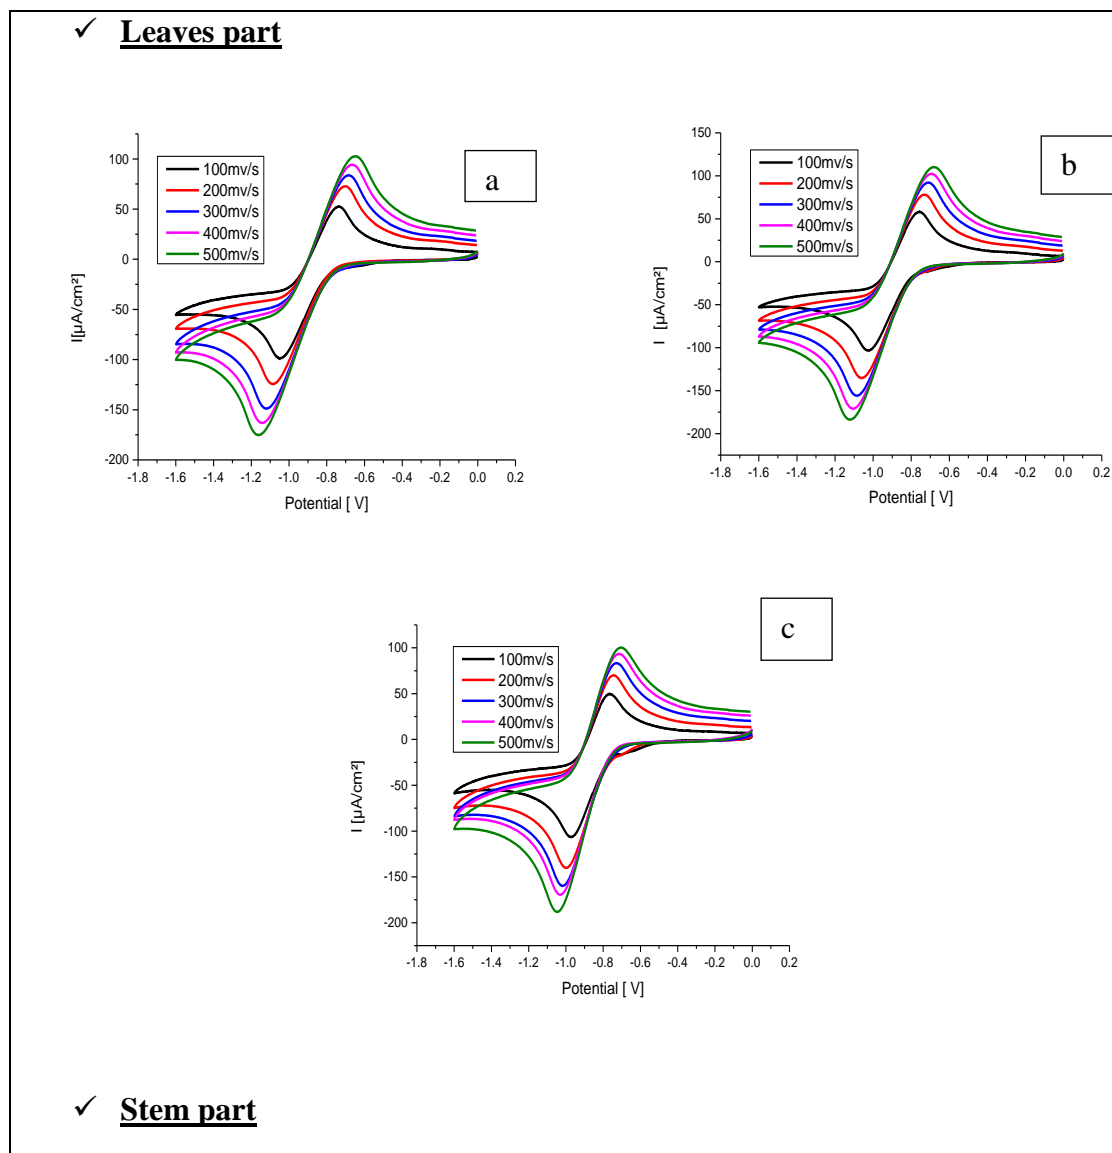 ✓ Leaves part
a
100mv/s
200mv/s
300mv/s
400mv/s
500mv/s
100
50
0
-50
-100
-150
-200
I[µA/cm²]
-1.8 -1.6 -1.4 -1.2 -1.0 -0.8 -0.6 -0.4 -0.2 0.0 0.2
Potential [ V]
b
100mv/s
200mv/s
300mv/s
400mv/s
500mv/s
150
100
50
0
-50
-100
-150
-200
I [µA/cm²]
-1.8 -1.6 -1.4 -1.2 -1.0 -0.8 -0.6 -0.4 -0.2 0.0 0.2
Potential [ V]
c
100mv/s
200mv/s
300mv/s
400mv/s
500mv/s
100
50
0
-50
-100
-150
-200
I [µA/cm²]
-1.8 -1.6 -1.4 -1.2 -1.0 -0.8 -0.6 -0.4 -0.2 0.0 0.2
Potential [ V]
✓ Stem part